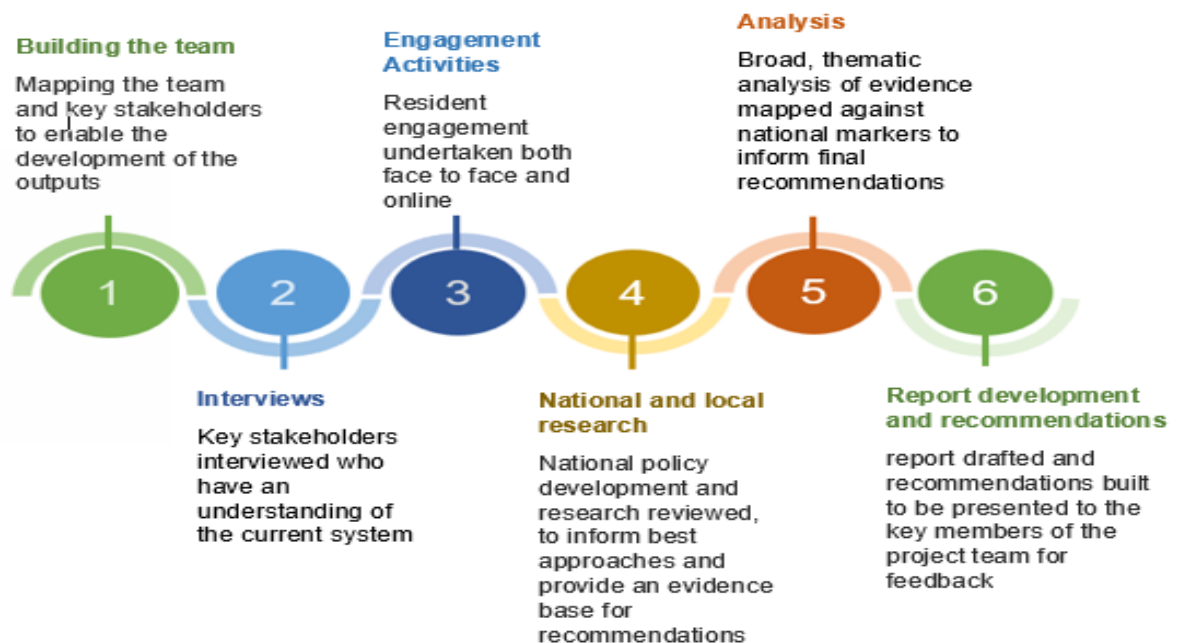 Building the team
Mapping the team
and key stakeholders
to enable the
development of the
outputs
Engagement
Activities
Resident
engagement
undertaken both
face to face and
online
Analysis
Broad, thematic
analysis of evidence
mapped against
national markers to
inform final
recommendations
1
2
3
4
5
6
Interviews
Key stakeholders
interviewed who
have an
understanding of
the current system
National and local
research
National policy
development and
research reviewed,
to inform best
approaches and
provide an evidence
base for
recommendations
Report development
and recommendations
report drafted and
recommendations built
to be presented to the
key members of the
project team for
feedback